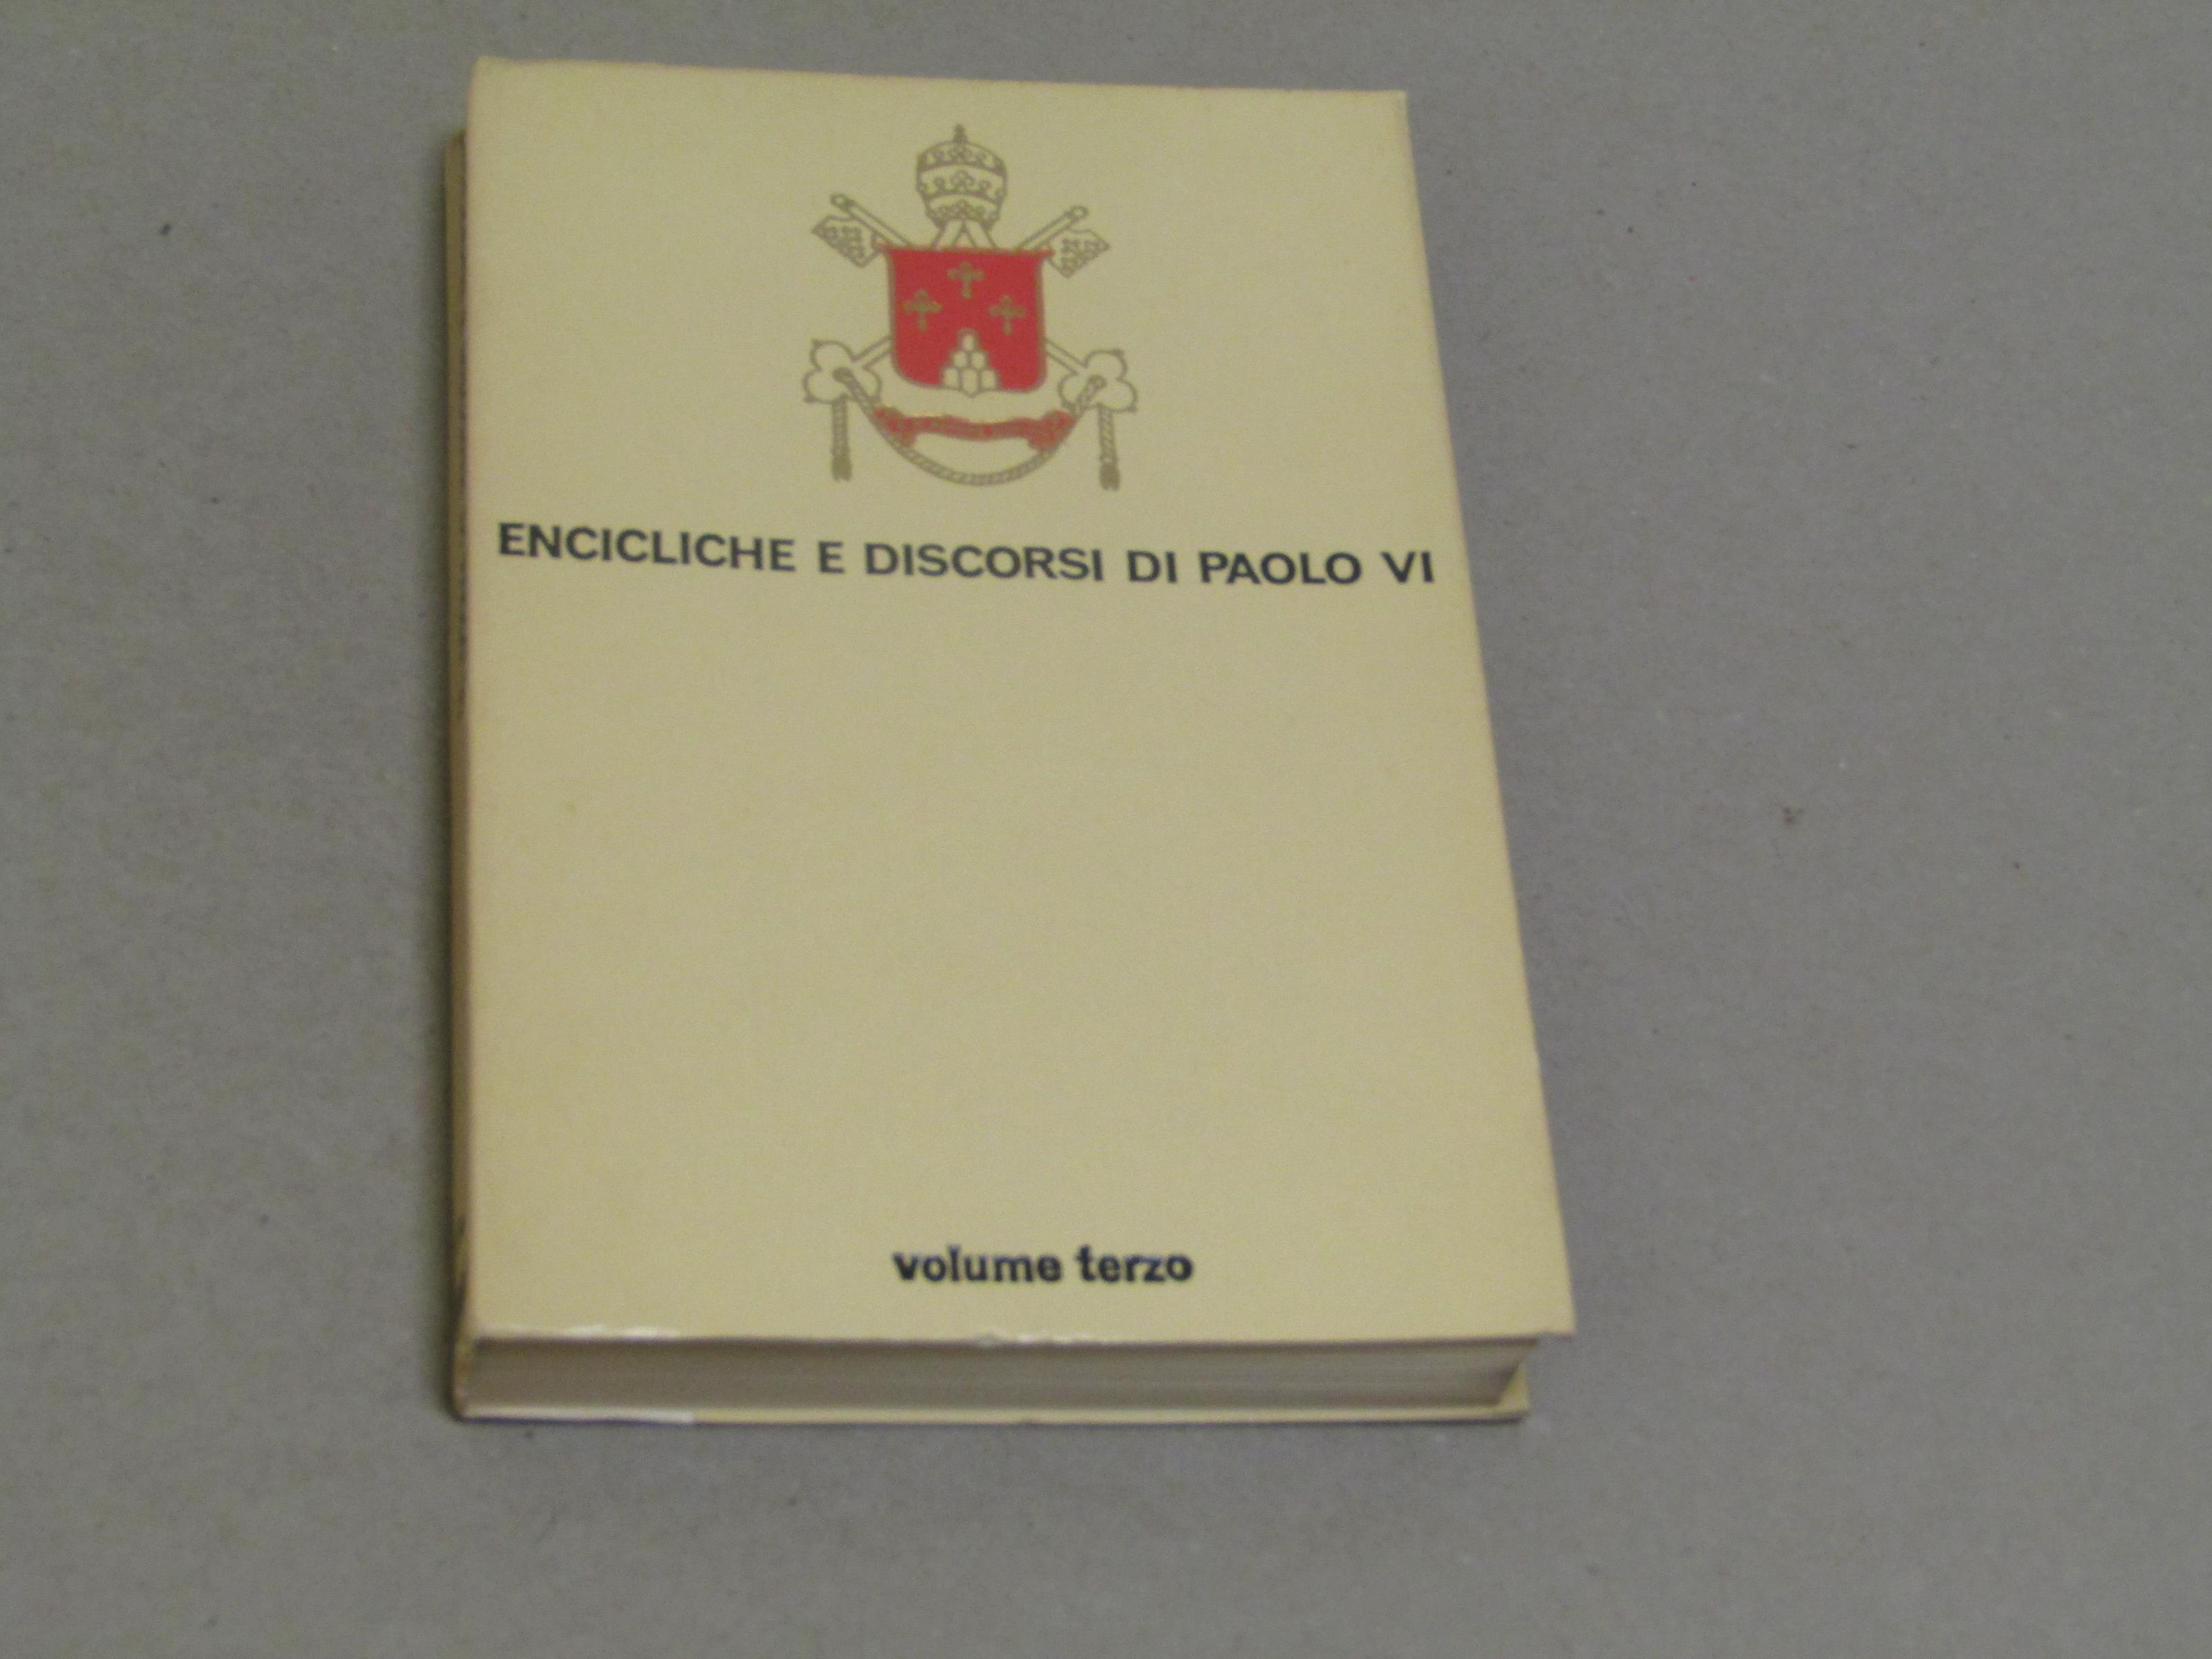 ENCICLICHE E DISCORSI DI PAOLO VI
volume terzo